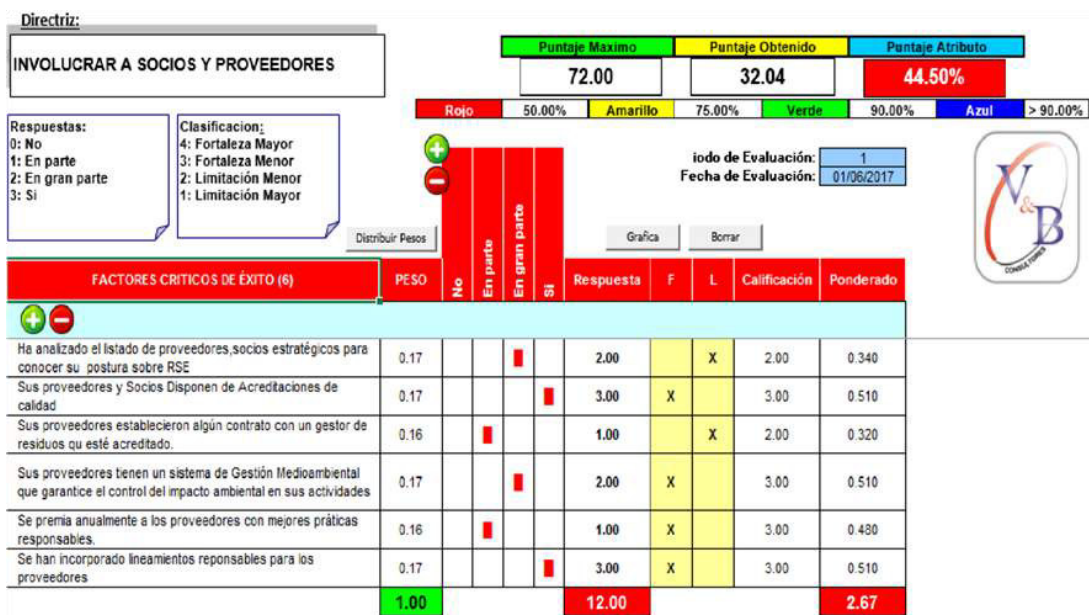 Directriz:
INVOLUCRAR A SOCIOS Y PROVEEDORES
Puntaje Maximo Puntaje Obtenido Puntaje Atributo
72.00 32.04 44.50%
Rojo 50.00% Amarillo 75.00% Verde 90.00% Azul > 90.00%
Respuestas:
0: No
1: En parte
2: En gran parte
3: Si
Clasificacion:
4: Fortaleza Mayor
3: Fortaleza Menor
2: Limitación Menor
1: Limitación Mayor
iodo de Evaluación: 1
Fecha de Evaluación: 01/06/2017
V&B
CONSULTORES
Distribuir Pesos
Grafica
Borrar
FACTORES CRITICOS DE ÉXITO (6) PESO No En parte En gran parte Si Respuesta F L Calificación Ponderado
Ha analizado el listado de proveedores,socios estratégicos para
conocer su postura sobre RSE
0.17 2.00 X 2.00 0.340
Sus proveedores y Socios Disponen de Acreditaciones de
calidad
0.17 3.00 X 3.00 0.510
Sus proveedores establecieron algún contrato con un gestor de
residuos qu esté acreditado.
0.16 1.00 X 2.00 0.320
Sus proveedores tienen un sistema de Gestión Medioambiental
que garantice el control del impacto ambiental en sus actividades
0.17 2.00 X 3.00 0.510
Se premia anualmente a los proveedores con mejores práticas
responsables.
0.16 1.00 X 3.00 0.480
Se han incorporado lineamientos reponsables para los
proveedores
0.17 3.00 X 3.00 0.510
1.00 12.00 2.67